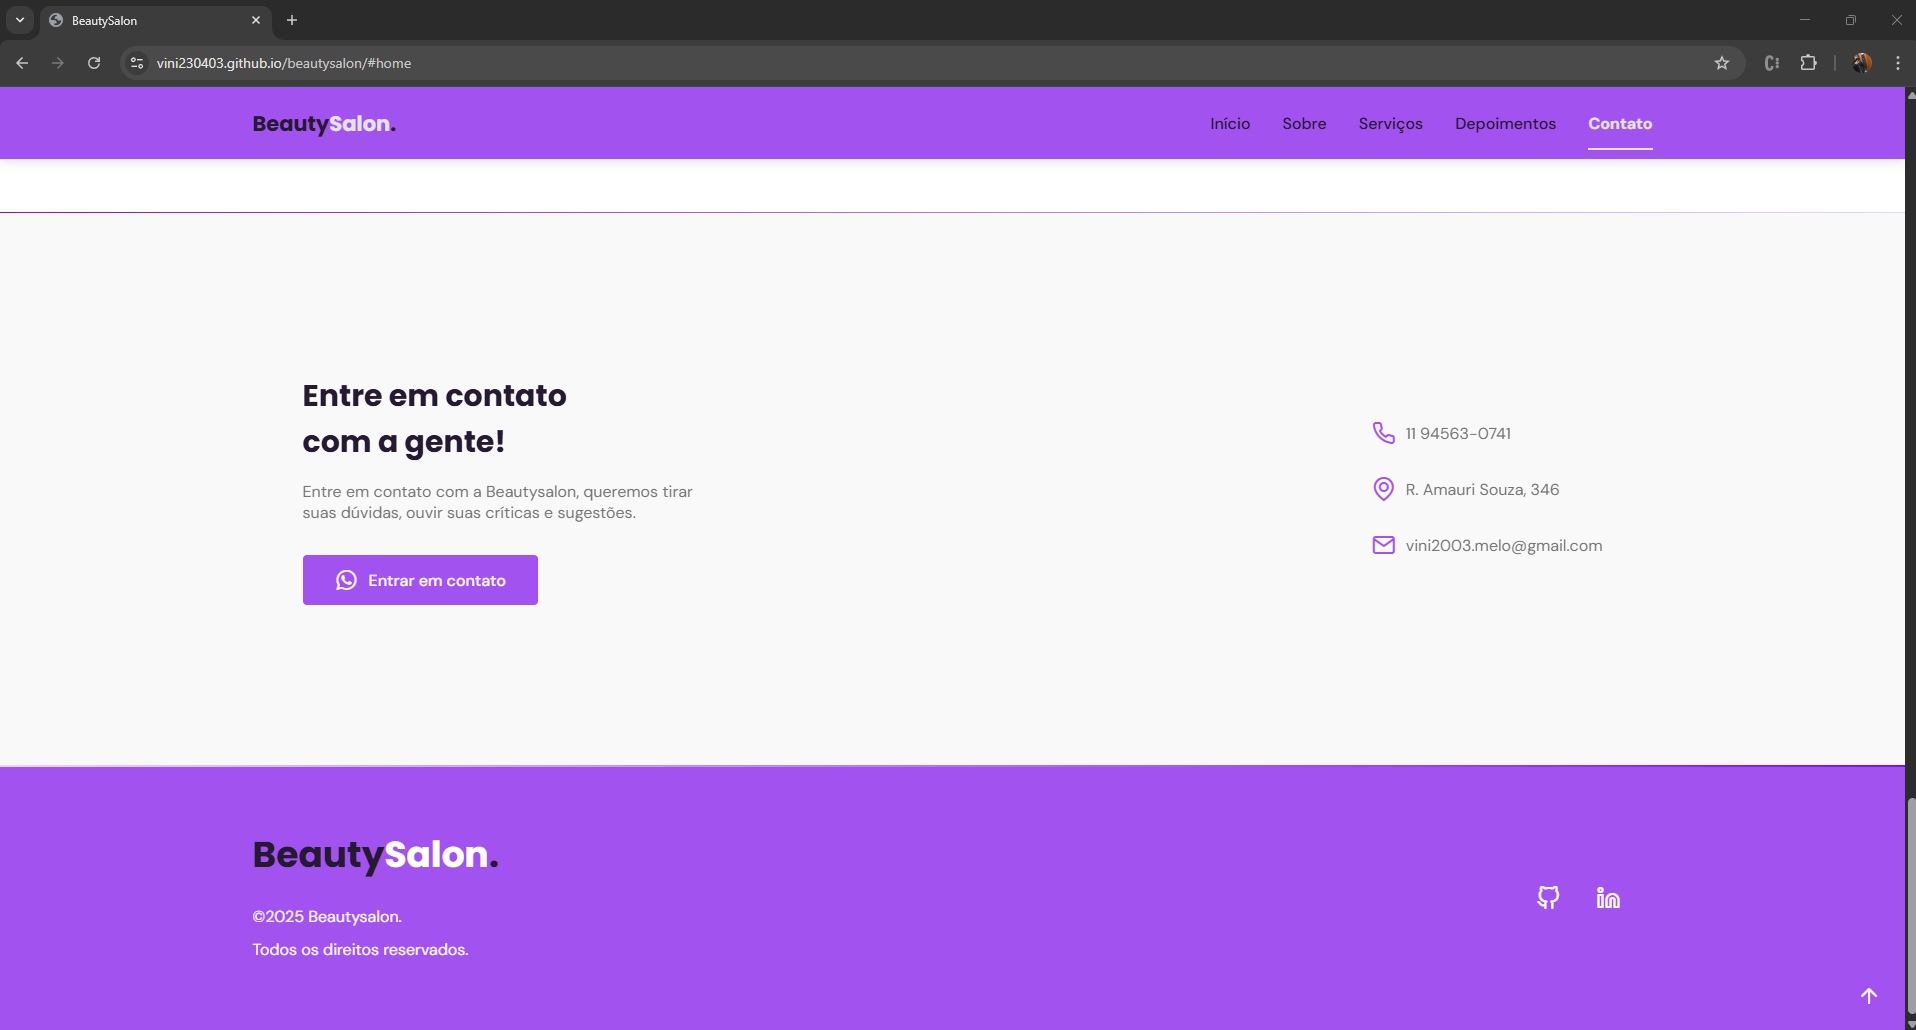 BeautySalon
vini230403.github.io/beautysalon/#home
BeautySalon.
Início
Sobre
Serviços
Depoimentos
Contato
Entre em contato
com a gente!
Entre em contato com a Beautysalon, queremos tirar
suas dúvidas, ouvir suas críticas e sugestões.
Entrar em contato
11 94563-0741
R. Amauri Souza, 346
vini2003.melo@gmail.com
BeautySalon.
©2025 Beautysalon.
Todos os direitos reservados.